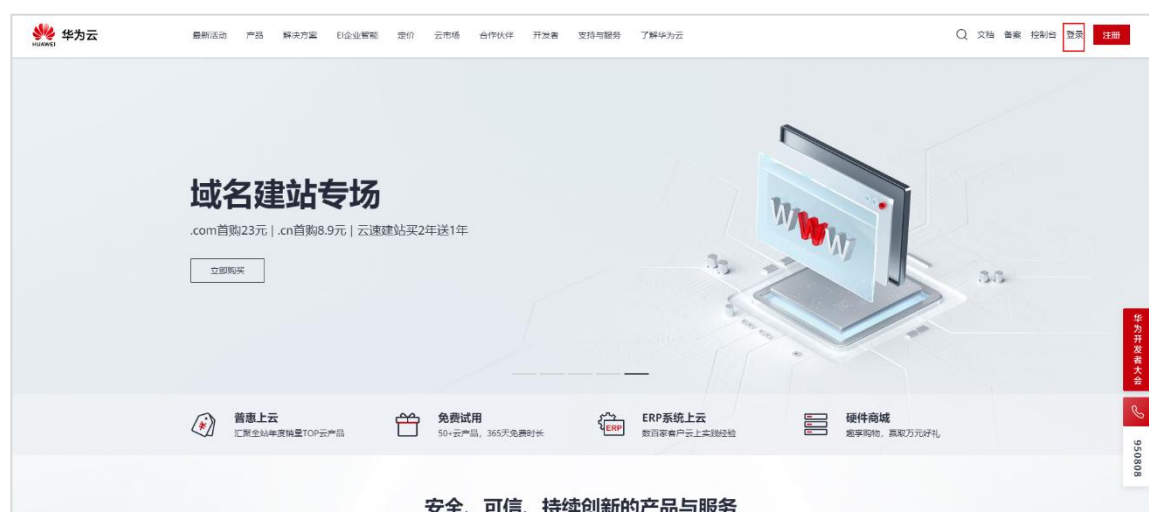 HUAWEI
华为云
最新活动 产品 解决方案 EI企业智能 定价 云市场 合作伙伴 开发者 支持与服务 了解华为云
文档 备案 控制台 登录 注册
域名建站专场
.com首购23元 | .cn首购8.9元 | 云速建站买2年送1年
立即购买
WWW
华为开发者大会
950808
普惠上云
汇聚全站年度销量TOP云产品
免费试用
50+云产品，365天免费时长
ERP
ERP系统上云
数百家客户云上实践经验
硬件商城
趣享购物，赢取万元好礼
安全、可信、持续创新的产品与服务